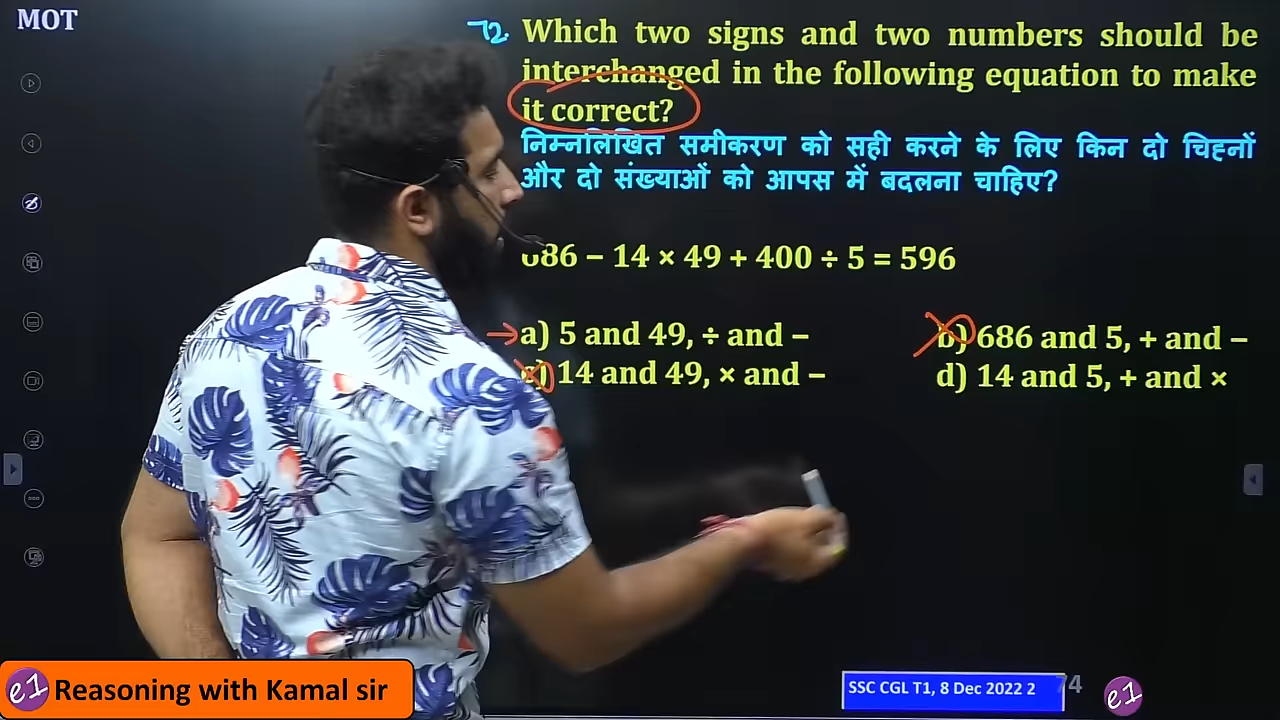 MOT
72. Which two signs and two numbers should be
interchanged in the following equation to make
it correct?
निम्नलिखित समीकरण को सही करने के लिए किन दो चिह्नों
और दो संख्याओं को आपस में बदलना चाहिए?
686 − 14 × 49 + 400 ÷ 5 = 596
a) 5 and 49, ÷ and −
b) 686 and 5, + and −
c) 14 and 49, × and −
d) 14 and 5, + and ×
e1 Reasoning with Kamal sir
SSC CGL T1, 8 Dec 2022 2
74
e1